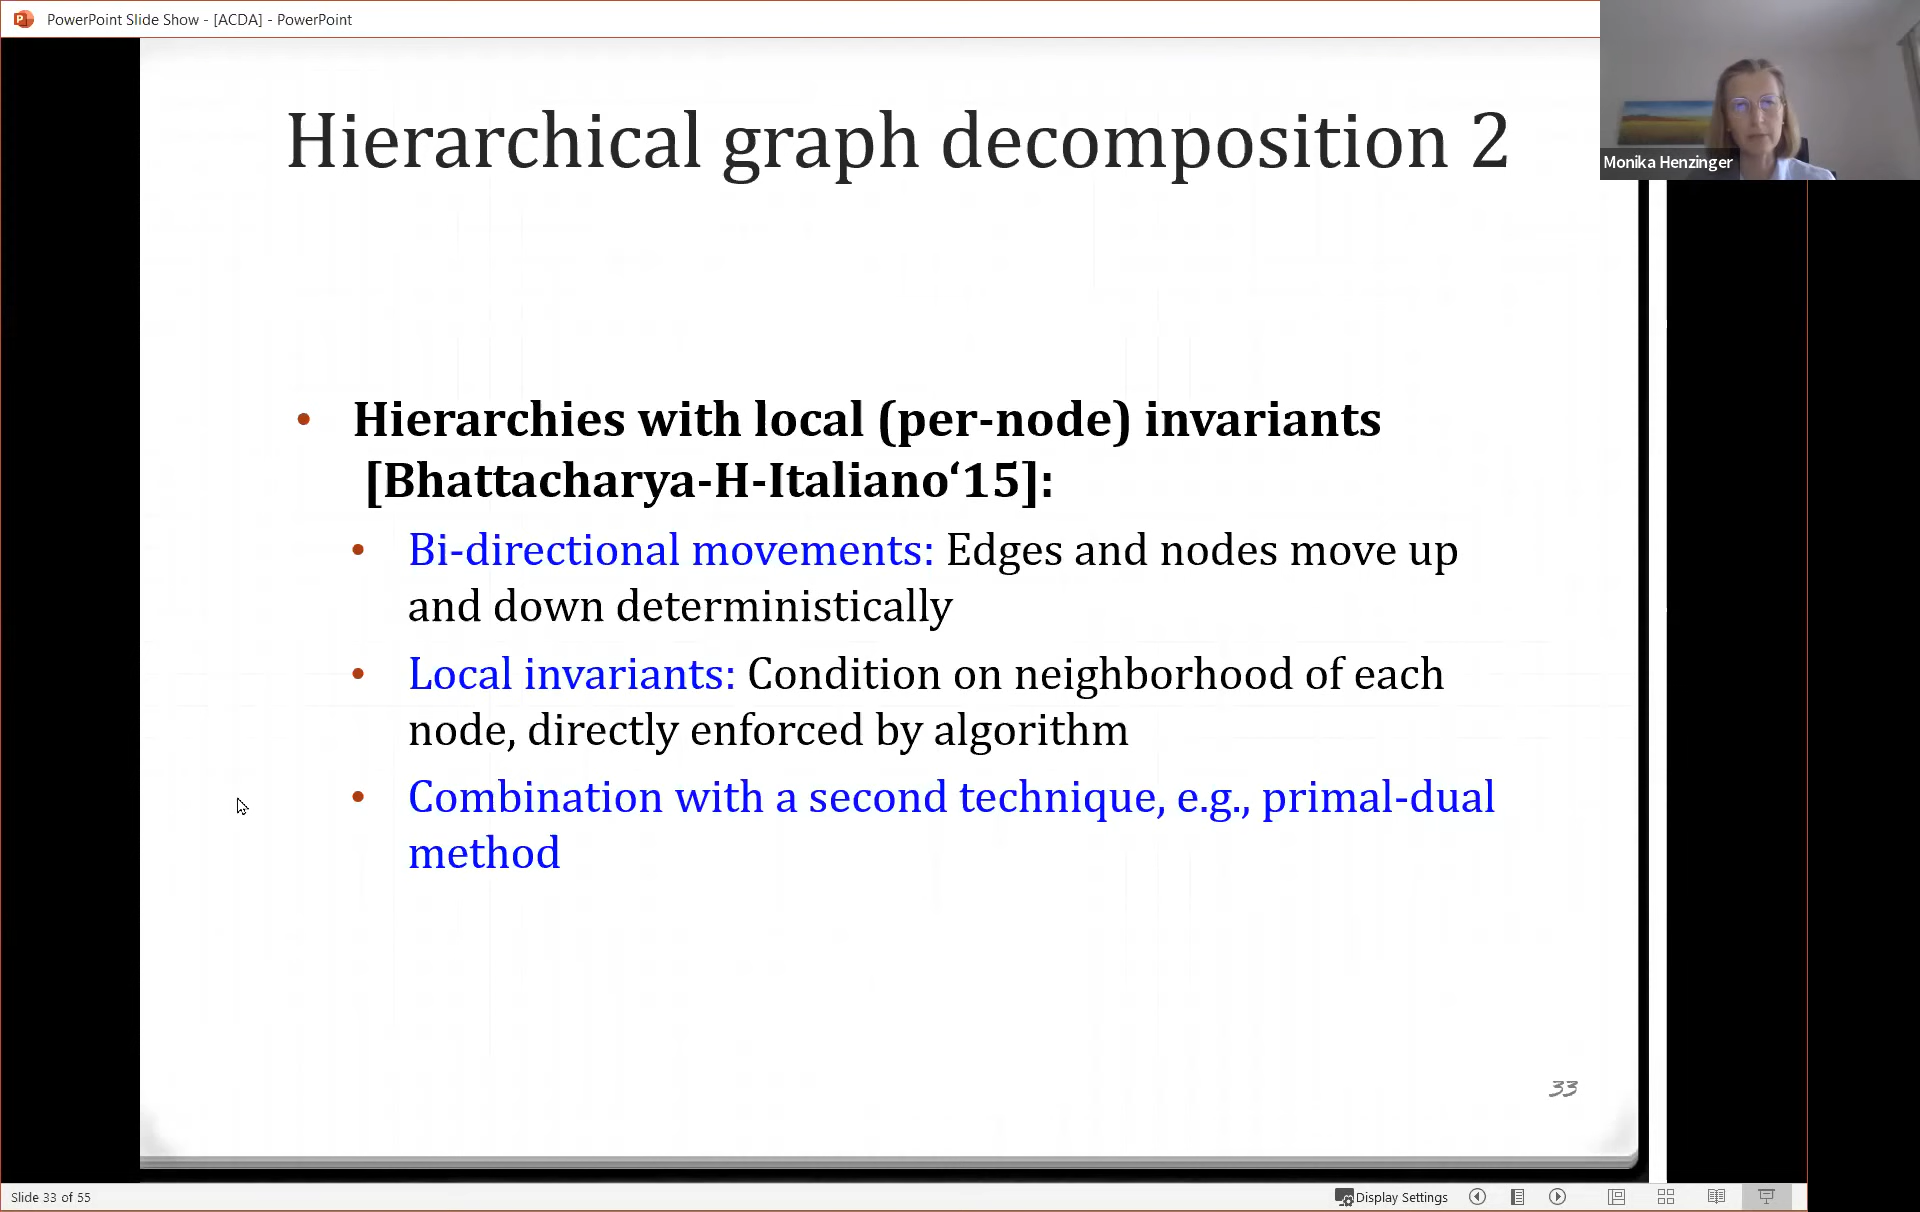 PowerPoint Slide Show - [ACDA] - PowerPoint
Hierarchical graph decomposition 2
Monika Henzinger
• Hierarchies with local (per-node) invariants
[Bhattacharya-H-Italiano‘15]:
• Bi-directional movements: Edges and nodes move up
and down deterministically
• Local invariants: Condition on neighborhood of each
node, directly enforced by algorithm
• Combination with a second technique, e.g., primal-dual
method
33
Slide 33 of 55
Display Settings